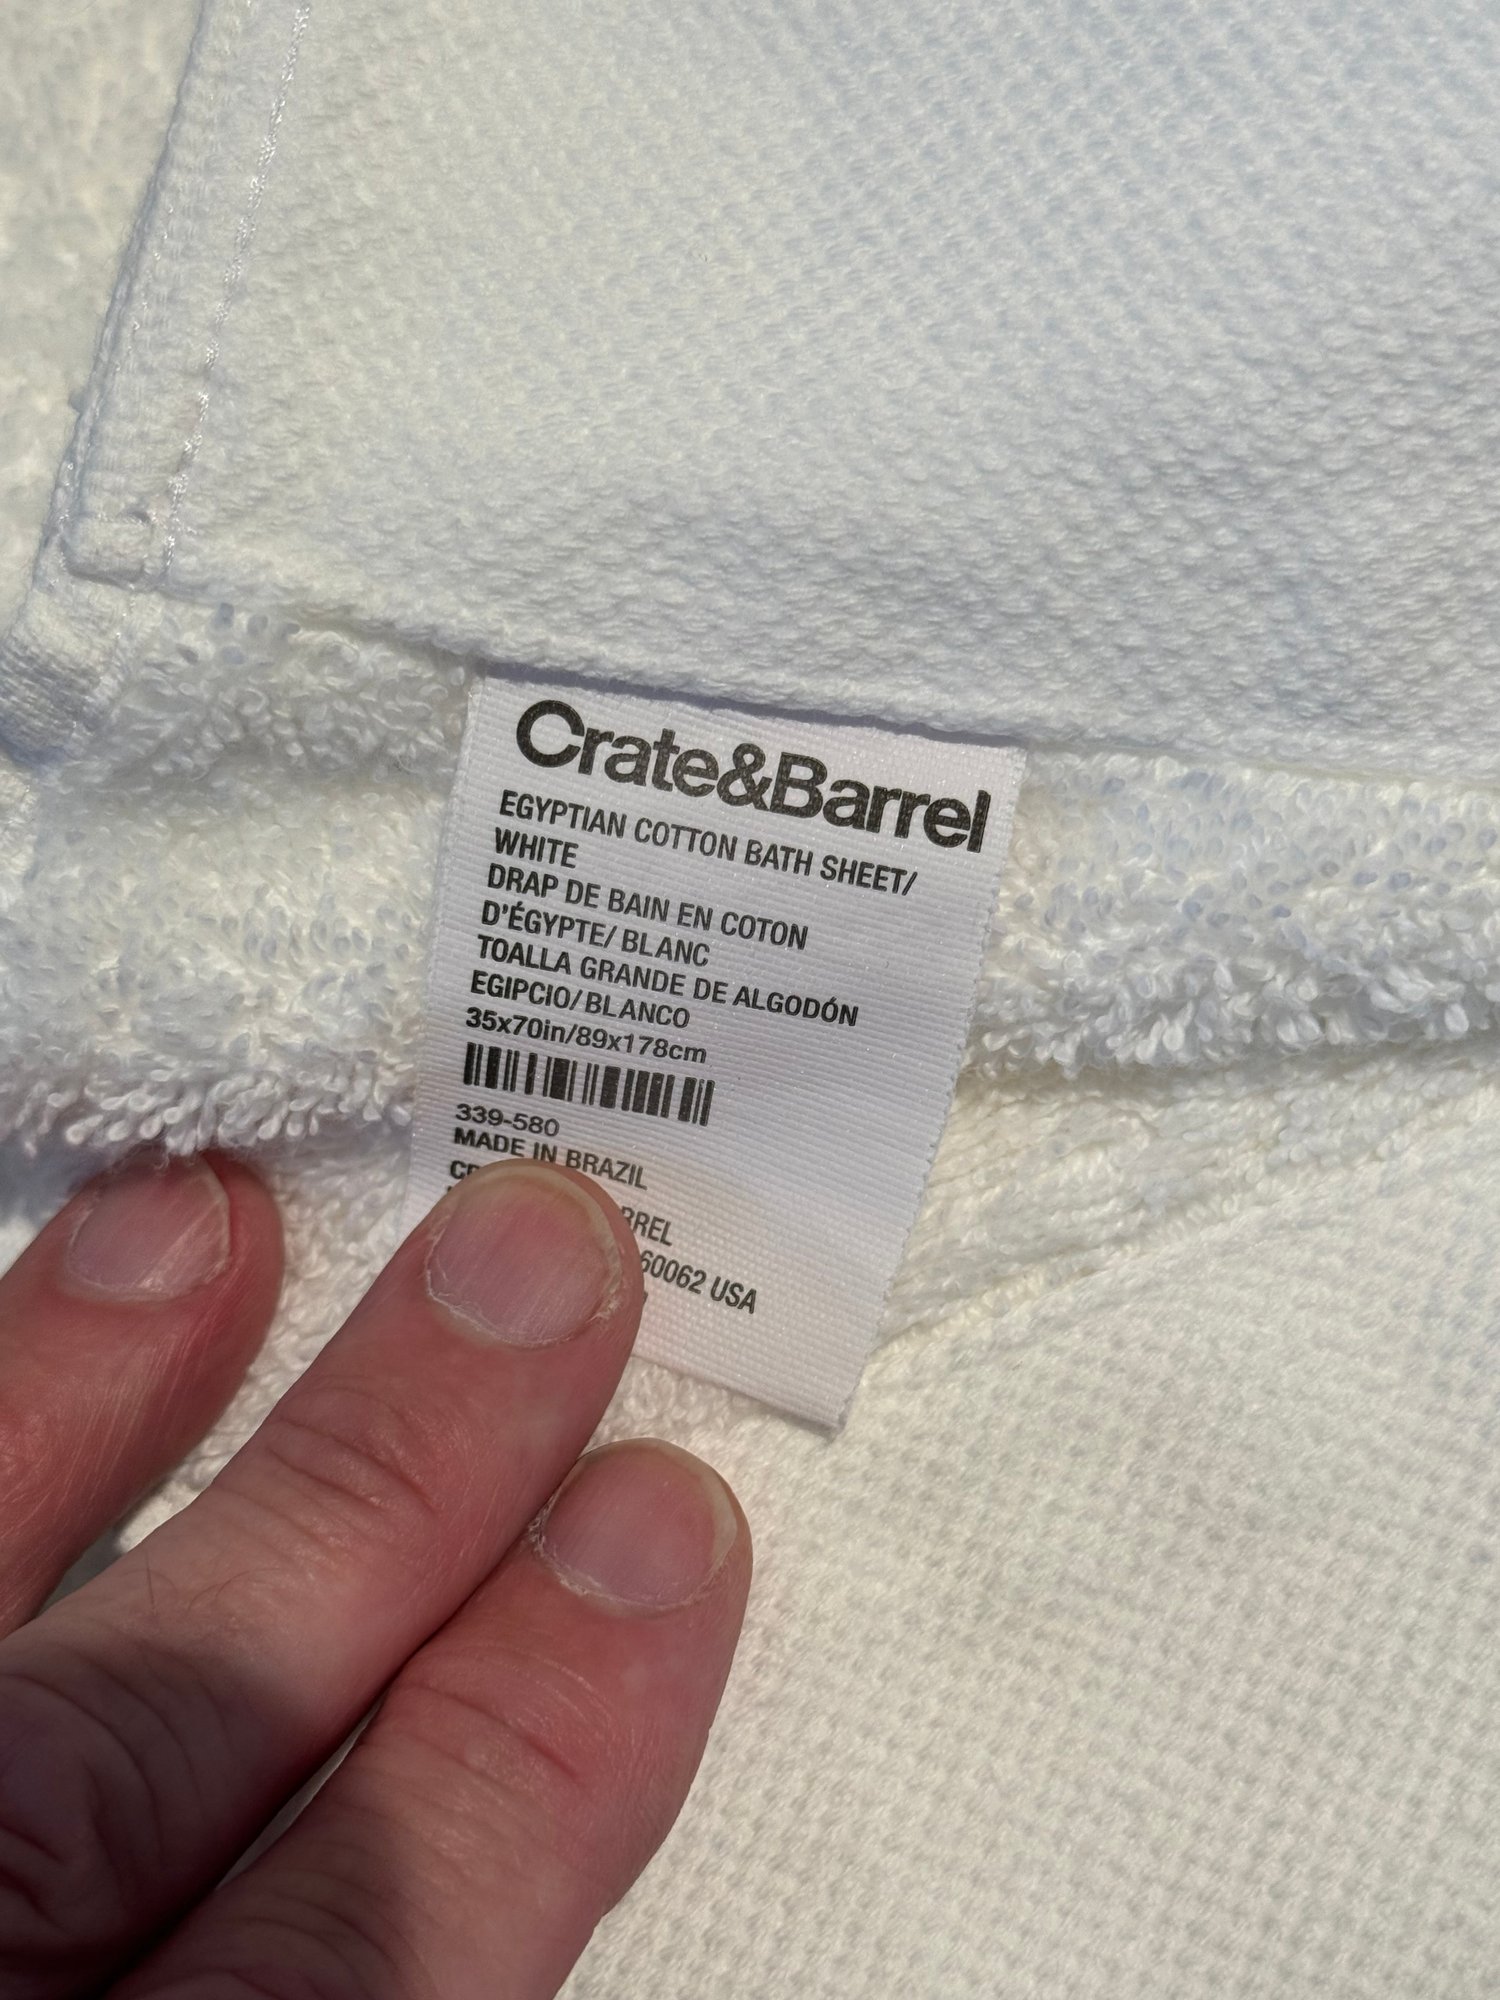 Crate&Barrel
EGYPTIAN COTTON BATH SHEET/
WHITE
DRAP DE BAIN EN COTON
D'ÉGYPTE/ BLANC
TOALLA GRANDE DE ALGODÓN
EGIPCIO/BLANCO
35x70in/89x178cm
339-580
MADE IN BRAZIL
60062 USA